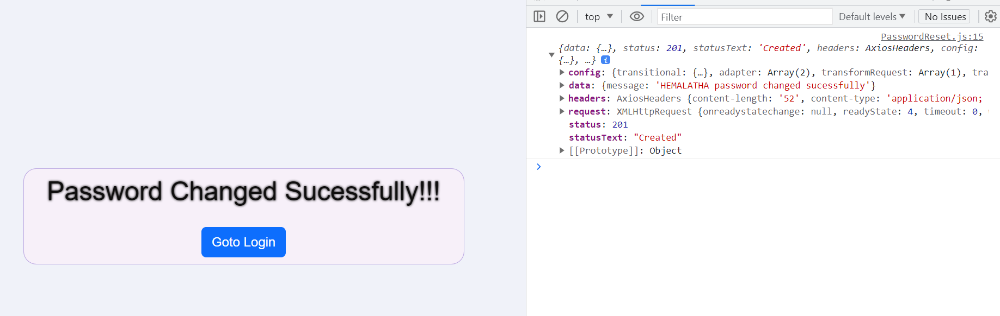 Password Changed Sucessfully!!!
Goto Login
top
Filter
Default levels
No Issues
PasswordReset.js:15
{data: {…}, status: 201, statusText: 'Created', headers: AxiosHeaders, config:
{…}, …} i
config: {transitional: {…}, adapter: Array(2), transformRequest: Array(1), tra
data: {message: 'HEMALATHA password changed sucessfully'}
headers: AxiosHeaders {content-length: '52', content-type: 'application/json;
request: XMLHttpRequest {onreadystatechange: null, readyState: 4, timeout: 0,
status: 201
statusText: "Created"
[[Prototype]]: Object